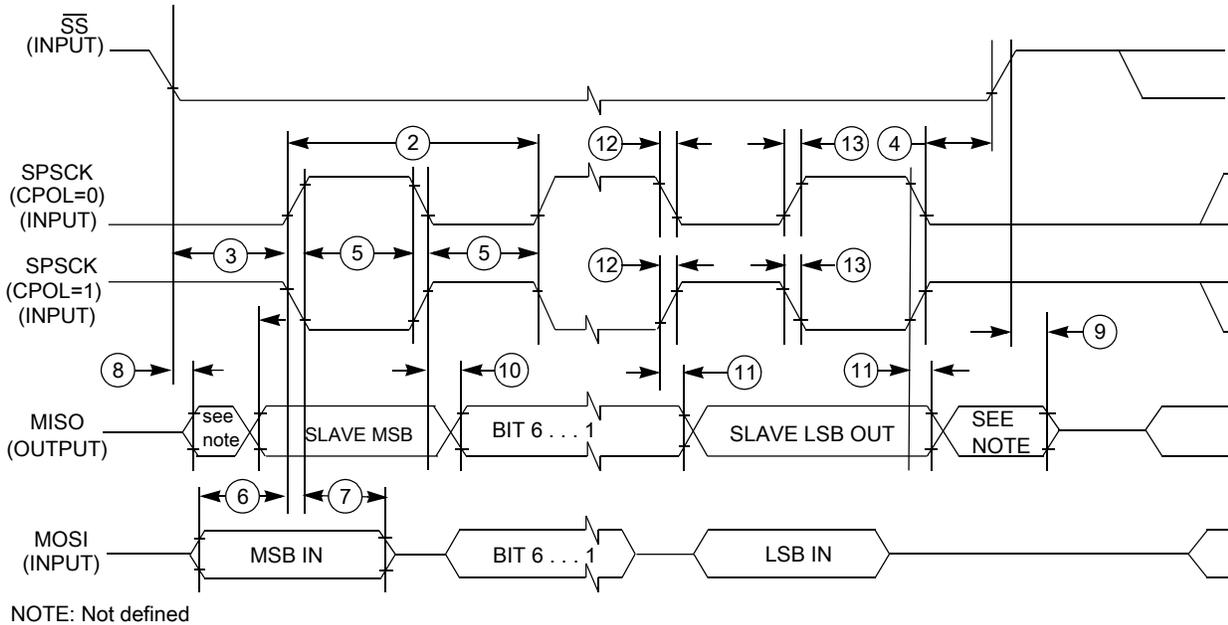 SS
(INPUT)
2
12
13
4
SPSCK
(CPOL=0)
(INPUT)
3
5
5
SPSCK
(CPOL=1)
(INPUT)
12
13
8
10
11
11
9
MISO
(OUTPUT)
see
note
SLAVE MSB
BIT 6 . . . 1
SLAVE LSB OUT
SEE
NOTE
6
7
MOSI
(INPUT)
MSB IN
BIT 6 . . . 1
LSB IN
NOTE: Not defined